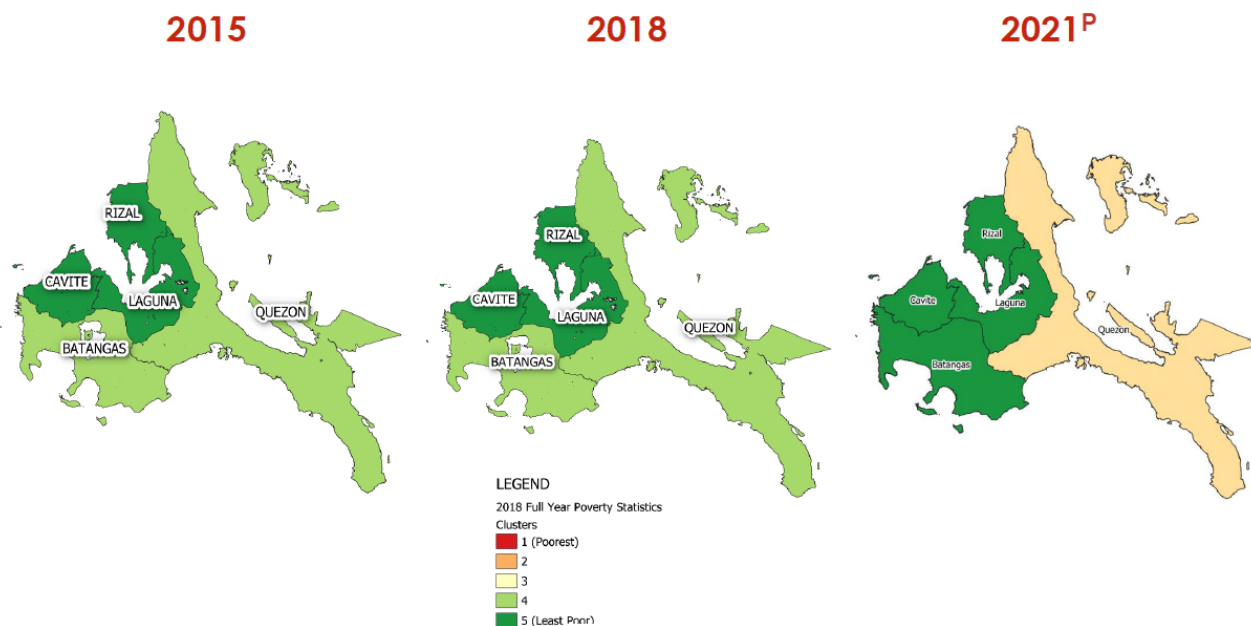 2015
2018
2021P
RIZAL
CAVITE
LAGUNA
QUEZON
BATANGAS
RIZAL
CAVITE
LAGUNA
QUEZON
BATANGAS
Rizal
Cavite
Laguna
Quezon
Batangas
LEGEND
2018 Full Year Poverty Statistics
Clusters
1 (Poorest)
2
3
4
5 (Least Poor)